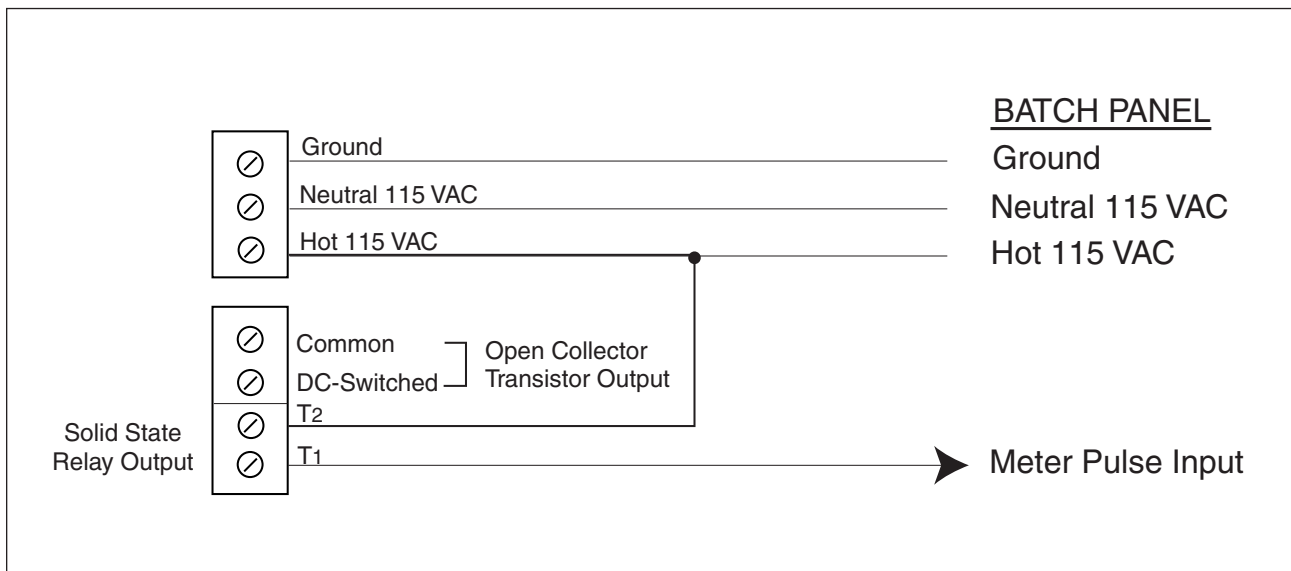 BATCH PANEL
Ground
Ground
Neutral 115 VAC
Neutral 115 VAC
Hot 115 VAC
Hot 115 VAC
Common
DC-Switched
Open Collector
Transistor Output
T2
Solid State
Relay Output
T1
Meter Pulse Input